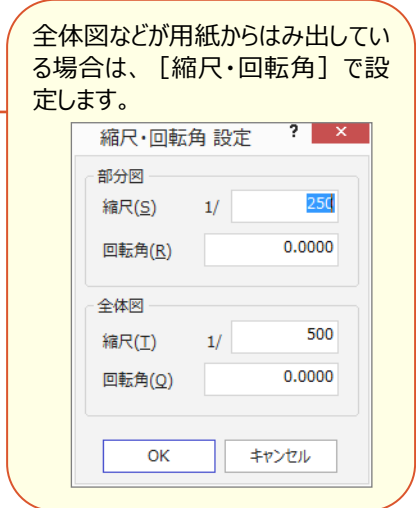 全体図などが用紙からはみ出してい
る場合は、［縮尺・回転角］で設
定します。
縮尺・回転角 設定 ? ×
部分図
縮尺(S) 1/ 250
回転角(R) 0.0000
全体図
縮尺(T) 1/ 500
回転角(Q) 0.0000
OK キャンセル